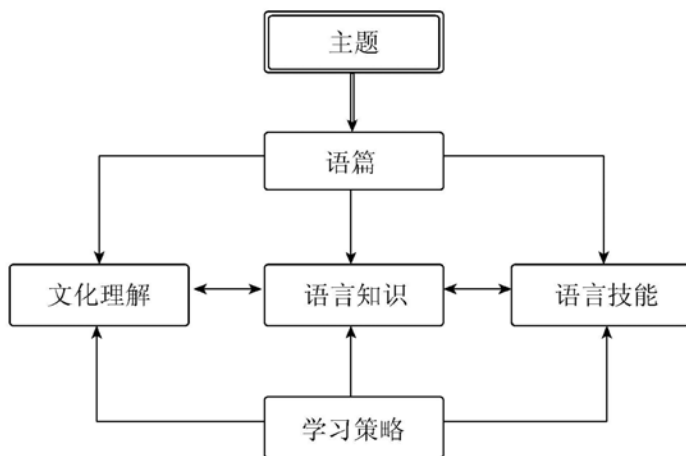 主题
语篇
文化理解
语言知识
语言技能
学习策略